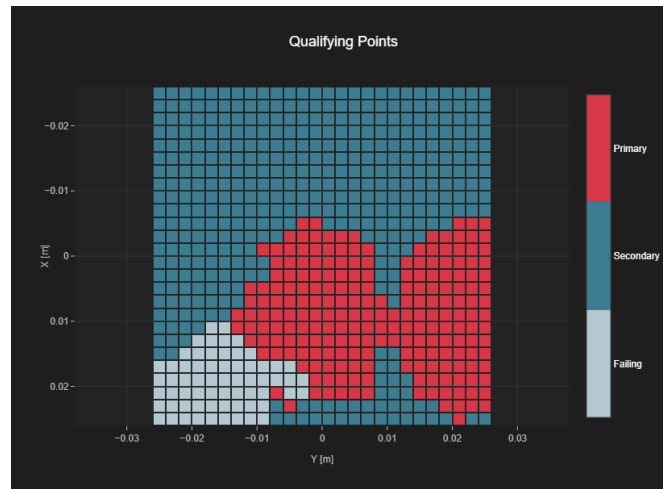 Qualifying Points
−0.02
−0.01
0
0.01
0.02
X [m]
−0.03
−0.02
−0.01
0
0.01
0.02
0.03
Y [m]
Primary
Secondary
Failing